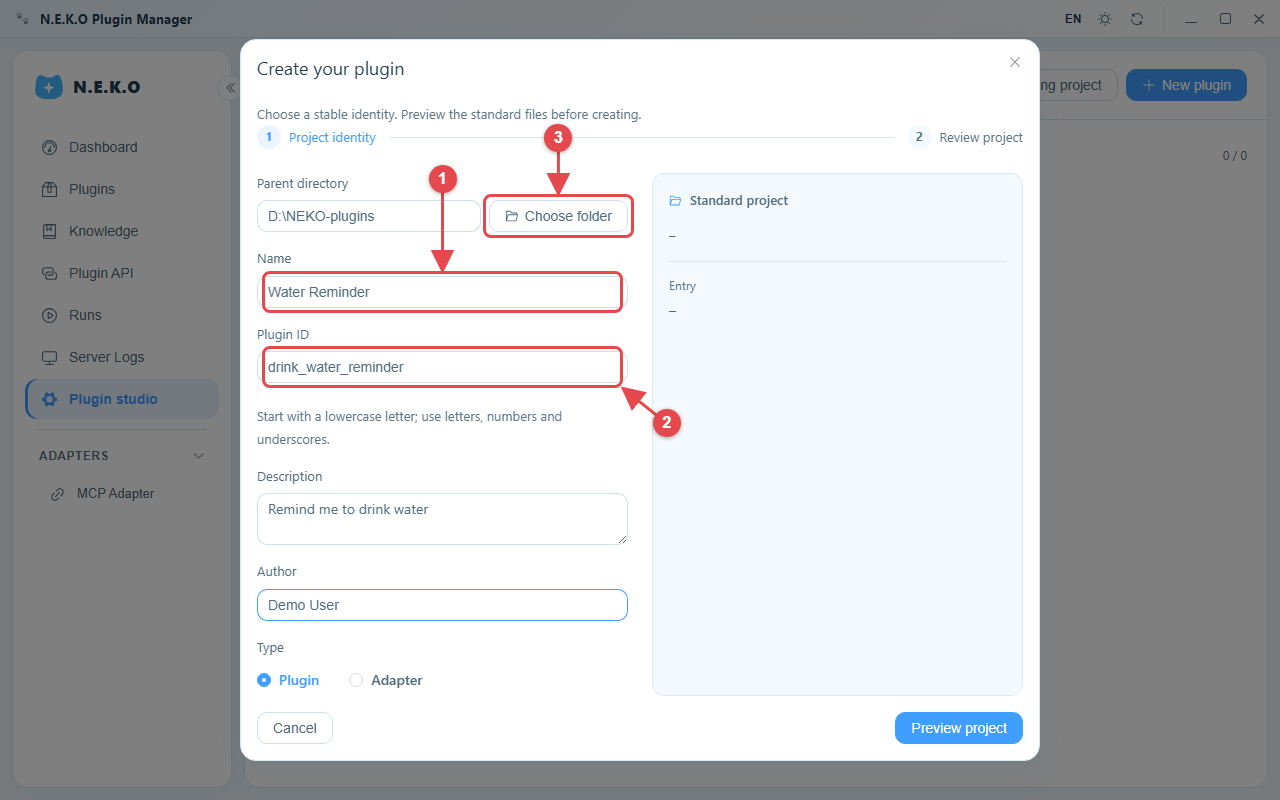 N.E.K.O Plugin Manager
EN
N.E.K.O
Dashboard
Plugins
Knowledge
Plugin API
Runs
Server Logs
Plugin studio
ADAPTERS
MCP Adapter
ng project
New plugin
0 / 0
Create your plugin
Choose a stable identity. Preview the standard files before creating.
1 Project identity
2 Review project
3
1
Parent directory
D:\NEKO-plugins
Choose folder
Name
Water Reminder
Plugin ID
drink_water_reminder
2
Start with a lowercase letter; use letters, numbers and
underscores.
Description
Remind me to drink water
Author
Demo User
Type
Plugin
Adapter
Standard project
–
Entry
–
Cancel
Preview project